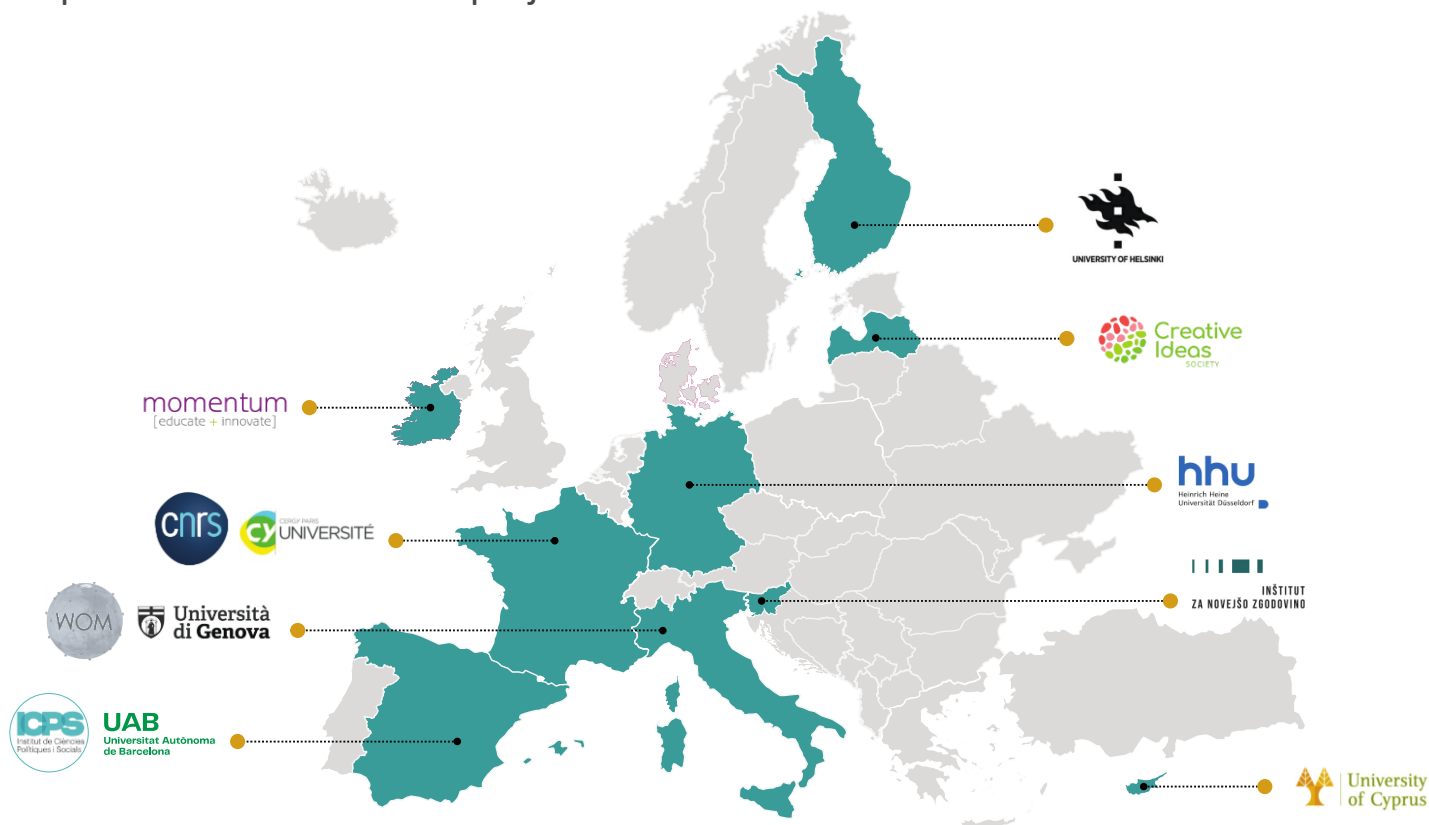 UNIVERSITY OF HELSINKI
Creative
Ideas
SOCIETY
momentum
[educate + innovate]
hhu
Heinrich Heine
Universität Düsseldorf
cnrs
CY
CERGY PARIS
UNIVERSITÉ
INŠTITUT
ZA NOVEJŠO ZGODOVINO
WOM
Università
di Genova
ICPS
Institut de Ciències
Polítiques i Socials
UAB
Universitat Autònoma
de Barcelona
University
of Cyprus